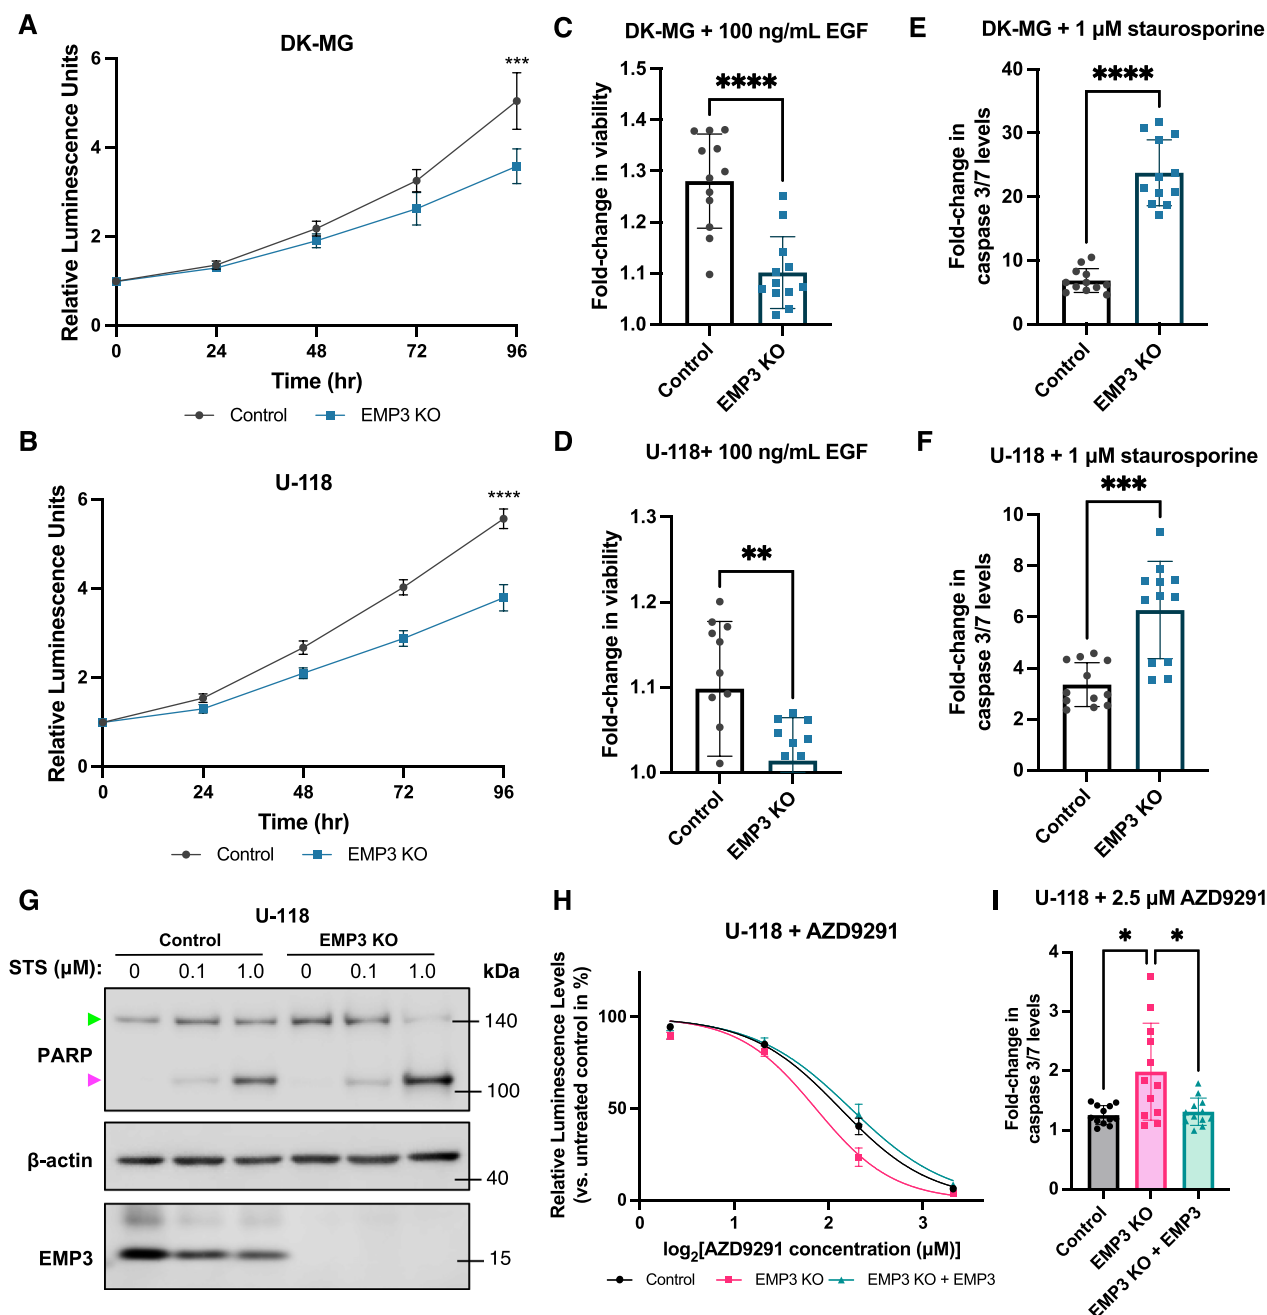 A
DK-MG
Relative Luminescence Units
6
4
2
0
***
0 24 48 72 96
Time (hr)
Control EMP3 KO
B
U-118
Relative Luminescence Units
6
4
2
0
****
0 24 48 72 96
Time (hr)
Control EMP3 KO
C
DK-MG + 100 ng/mL EGF
Fold-change in viability
1.5
1.4
1.3
1.2
1.1
1.0
****
Control
EMP3 KO
D
U-118+ 100 ng/mL EGF
Fold-change in viability
1.3
1.2
1.1
1.0
**
Control
EMP3 KO
E
DK-MG + 1 µM staurosporine
Fold-change in
caspase 3/7 levels
40
30
20
10
0
****
Control
EMP3 KO
F
U-118 + 1 µM staurosporine
Fold-change in
caspase 3/7 levels
10
8
6
4
2
0
***
Control
EMP3 KO
G
U-118
Control EMP3 KO
STS (µM): 0 0.1 1.0 0 0.1 1.0 kDa
PARP
140
100
β-actin
40
EMP3
15
H
U-118 + AZD9291
Relative Luminescence Levels
(vs. untreated control in %)
100
50
0
0 1 2 3
log2[AZD9291 concentration (µM)]
Control EMP3 KO EMP3 KO + EMP3
I
U-118 + 2.5 µM AZD9291
Fold-change in
caspase 3/7 levels
4
3
2
1
0
* *
Control
EMP3 KO
EMP3 KO + EMP3